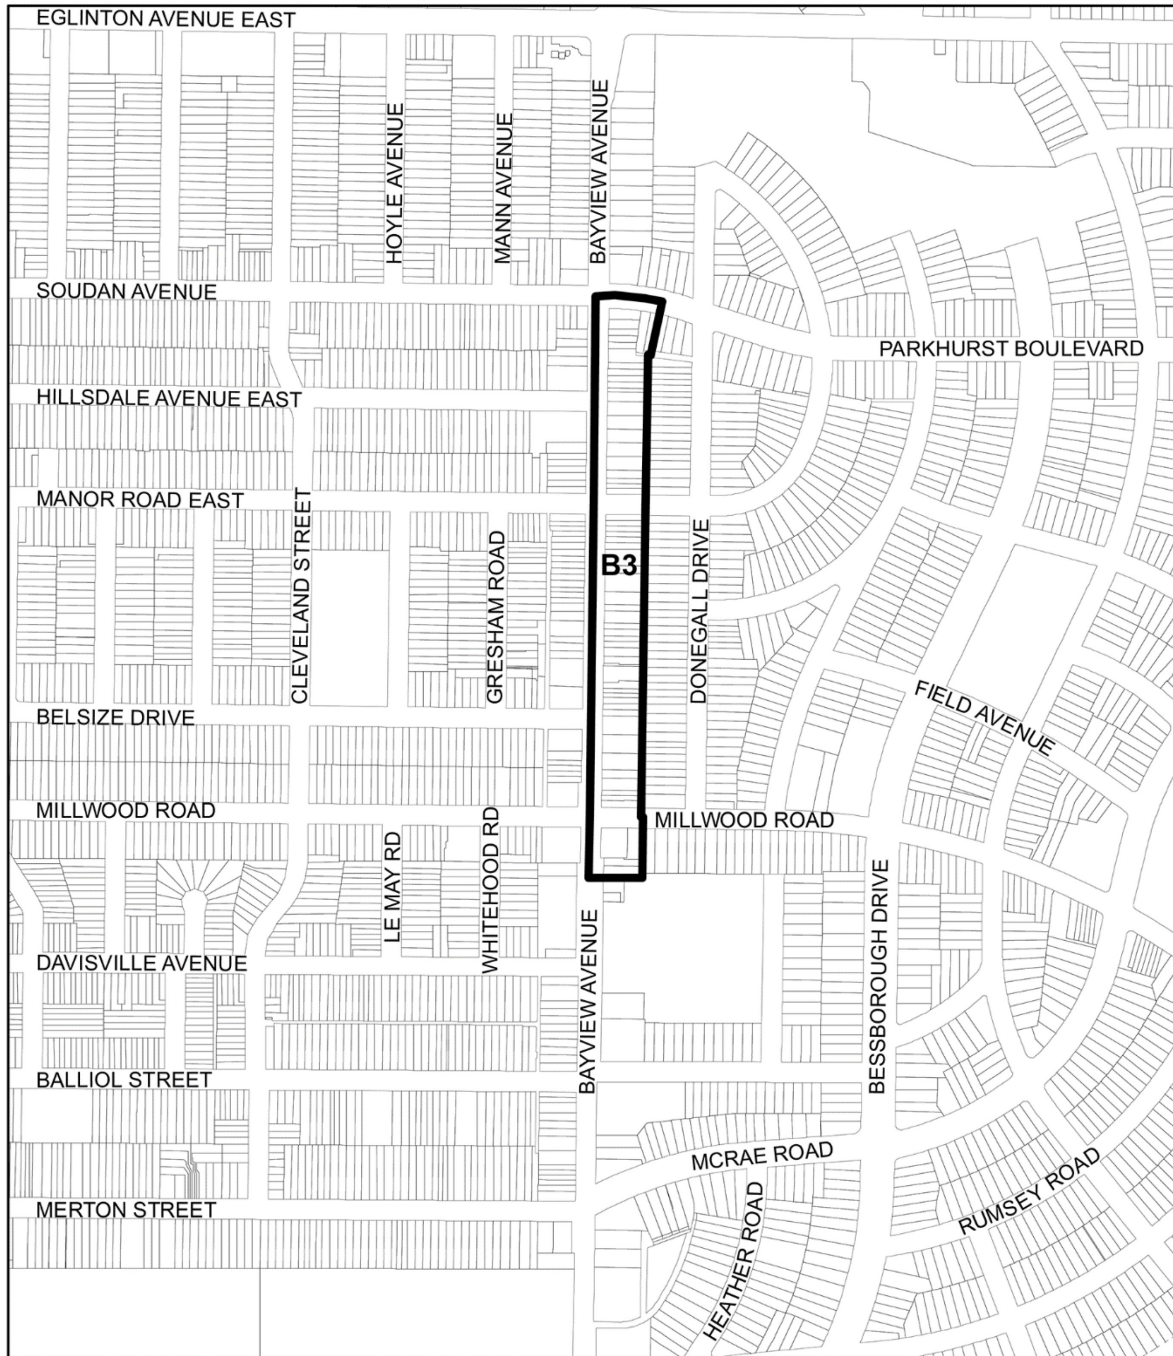 EGLINTON AVENUE EAST
HOYLE AVENUE
MANN AVENUE
BAYVIEW AVENUE
SOUDAN AVENUE
PARKHURST BOULEVARD
HILLSDALE AVENUE EAST
MANOR ROAD EAST
CLEVELAND STREET
GRESHAM ROAD
B3
DONEGALL DRIVE
FIELD AVENUE
BELSIZE DRIVE
MILLWOOD ROAD
MILLWOOD ROAD
LE MAY RD
WHITEHOOD RD
BESSBOROUGH DRIVE
DAVISVILLE AVENUE
BAYVIEW AVENUE
BALLIOL STREET
MCRAE ROAD
RUMSEY ROAD
MERTON STREET
HEATHER ROAD